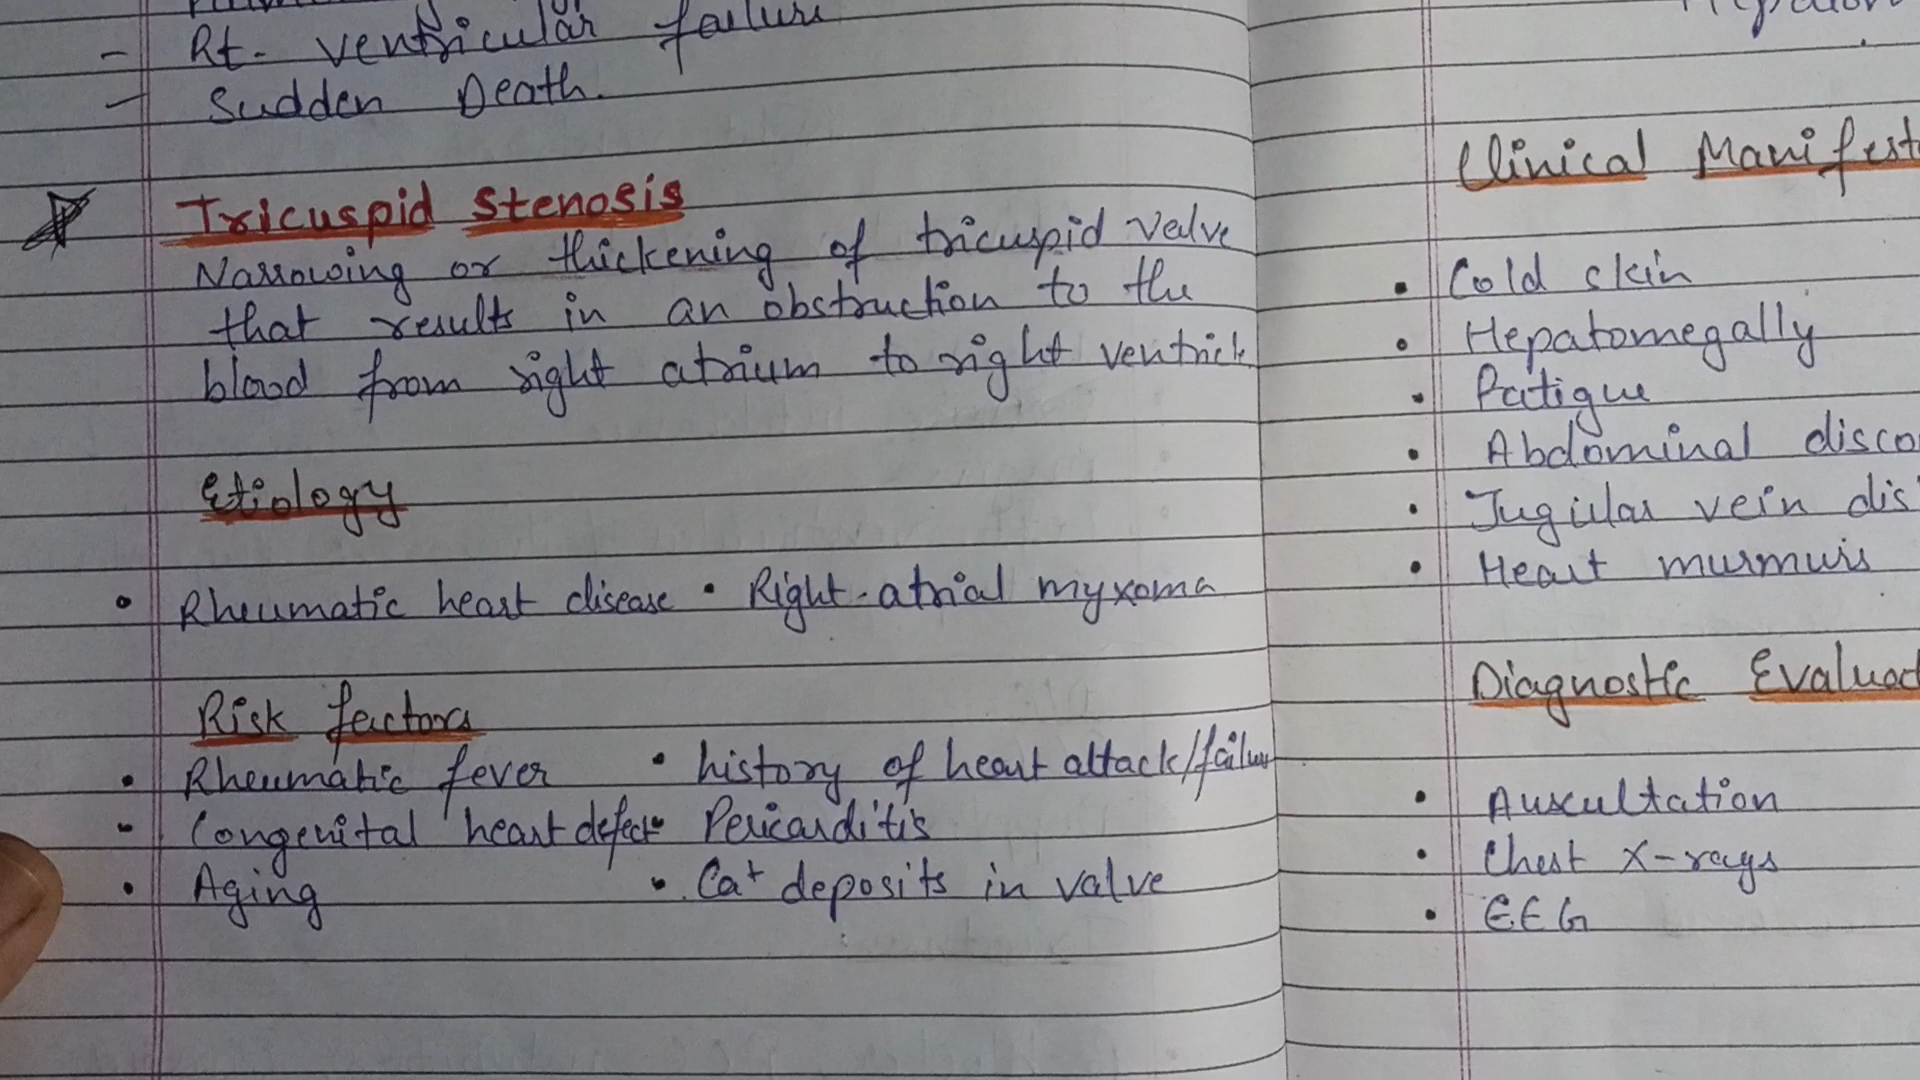 - Rt. ventricular failure
- Sudden Death.
Tricuspid Stenosis
Narrowing or thickening of tricuspid valve
that results in an obstruction to the
blood from right atrium to right ventricle
Etiology
• Rheumatic heart disease • Right-atrial myxoma
Risk factors
• Rheumatic fever • history of heart attack/failure
- Congenital heart defect • Pericarditis
• Aging • Ca+ deposits in valve
Clinical Manifest
• Cold skin
• Hepatomegally
• Fatigue
• Abdominal disco
• Jugular vein dis
• Heart murmurs
Diagnostic Evaluat
• Auscultation
• Chest X-rays
• E.E.G